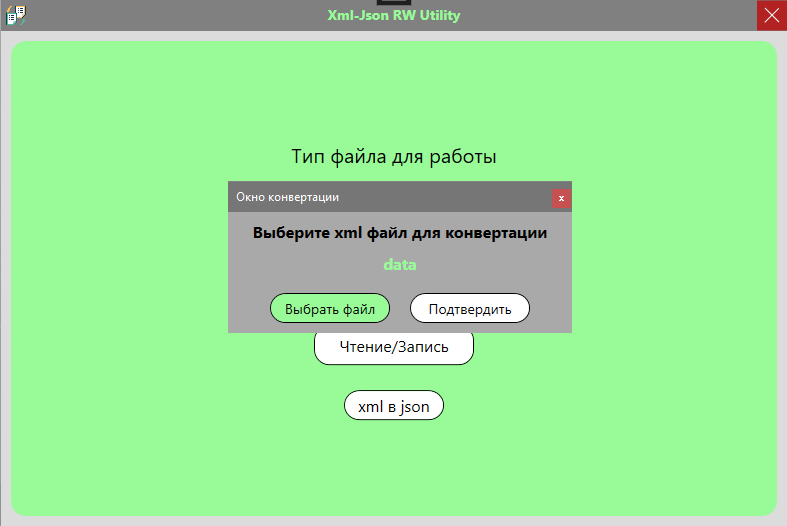 Xml-Json RW Utility
Тип файла для работы
Окно конвертации
x
Выберите xml файл для конвертации
data
Выбрать файл
Подтвердить
Чтение/Запись
xml в json